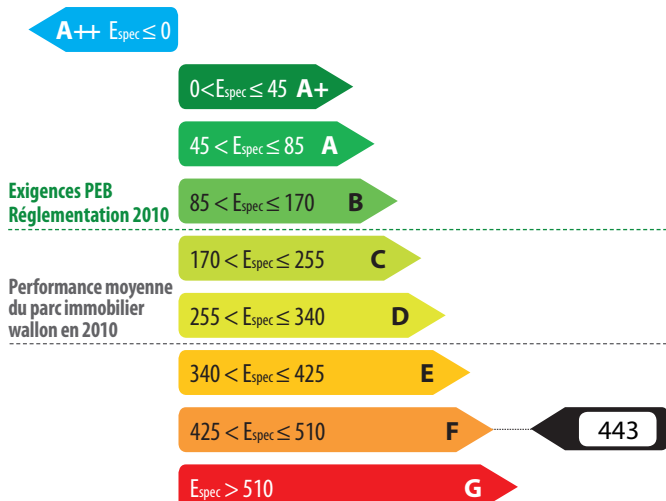 A++ Espec ≤ 0
0<Espec ≤ 45 A+
45 < Espec ≤ 85 A
Exigences PEB
Réglementation 2010
85 < Espec ≤ 170 B
170 < Espec ≤ 255 C
Performance moyenne
du parc immobilier
wallon en 2010
255 < Espec ≤ 340 D
340 < Espec ≤ 425 E
425 < Espec ≤ 510 F 443
Espec > 510 G